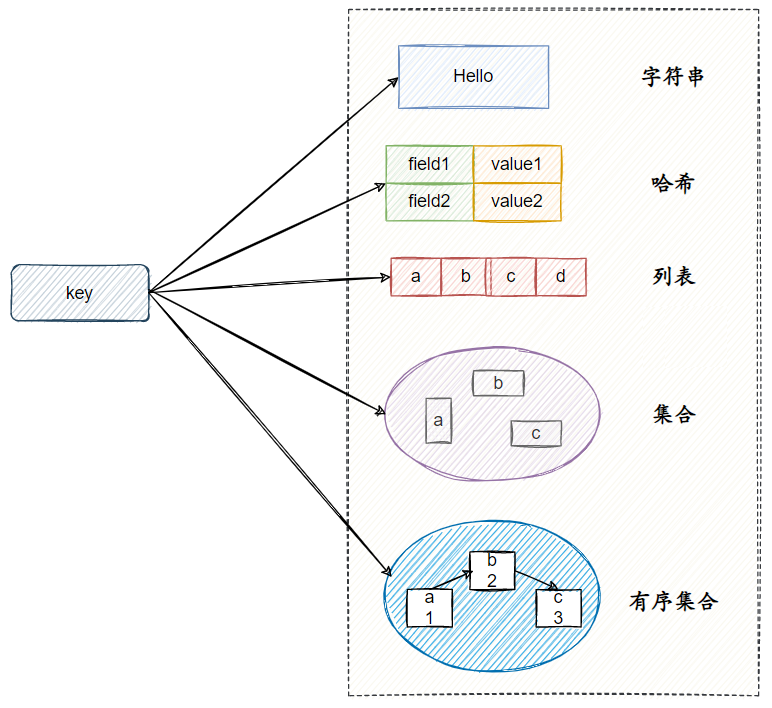 Hello
字符串
field1 value1
哈希
field2 value2
key
a b c d
列表
b
a
c
集合
b
2
a
1
c
3
有序集合